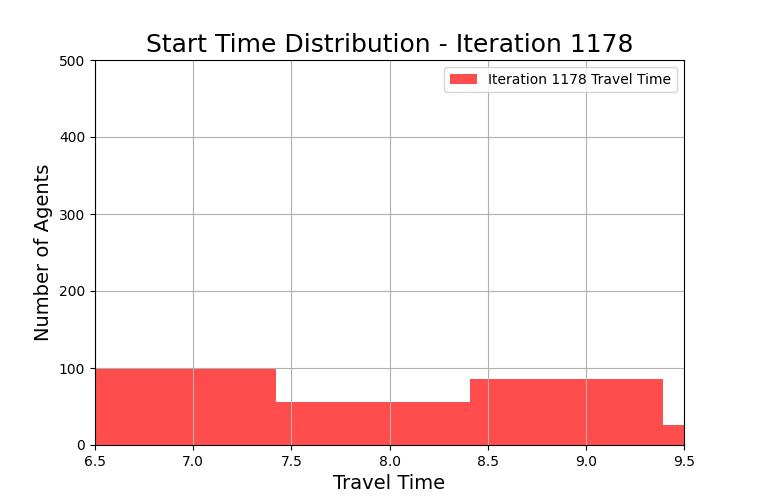 Start Time Distribution - Iteration 1178
Iteration 1178 Travel Time
Number of Agents
500
400
300
200
100
0
6.5 7.0 7.5 8.0 8.5 9.0 9.5
Travel Time